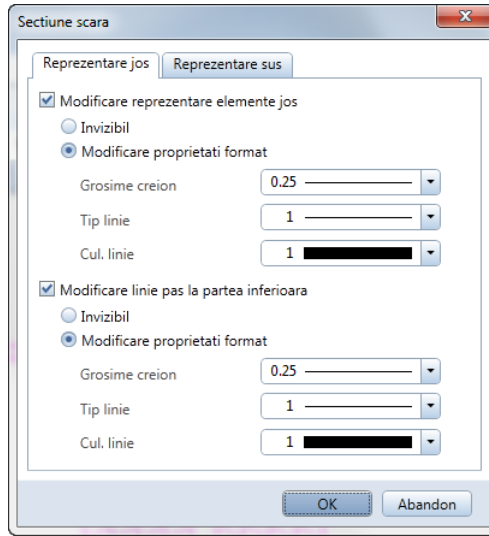 Sectiune scara
Reprezentare jos Reprezentare sus
Modificare reprezentare elemente jos
Invizibil
Modificare proprietati format
Grosime creion 0.25
Tip linie 1
Cul. linie 1
Modificare linie pas la partea inferioara
Invizibil
Modificare proprietati format
Grosime creion 0.25
Tip linie 1
Cul. linie 1
OK Abandon